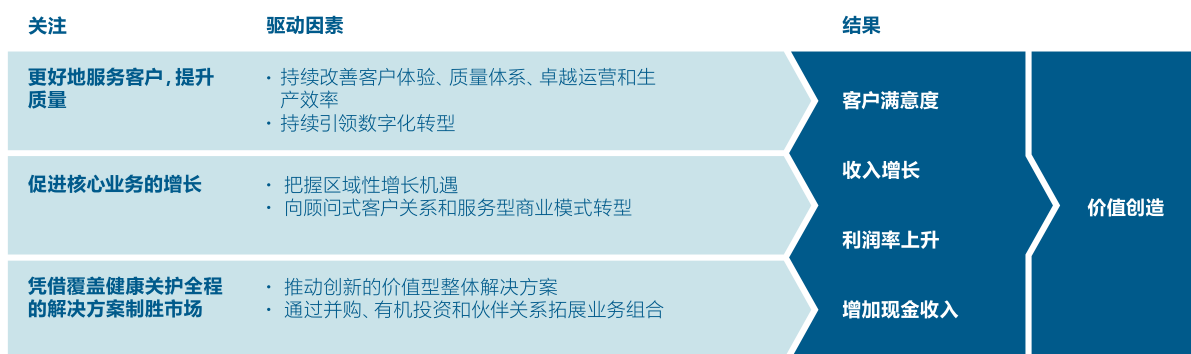 关注
驱动因素
结果
更好地服务客户，提升
质量
· 持续改善客户体验、质量体系、卓越运营和生
产效率
· 持续引领数字化转型
促进核心业务的增长
· 把握区域性增长机遇
· 向顾问式客户关系和服务型商业模式转型
凭借覆盖健康关护全程
的解决方案制胜市场
· 推动创新的价值型整体解决方案
· 通过并购、有机投资和伙伴关系拓展业务组合
客户满意度
收入增长
利润率上升
增加现金收入
价值创造